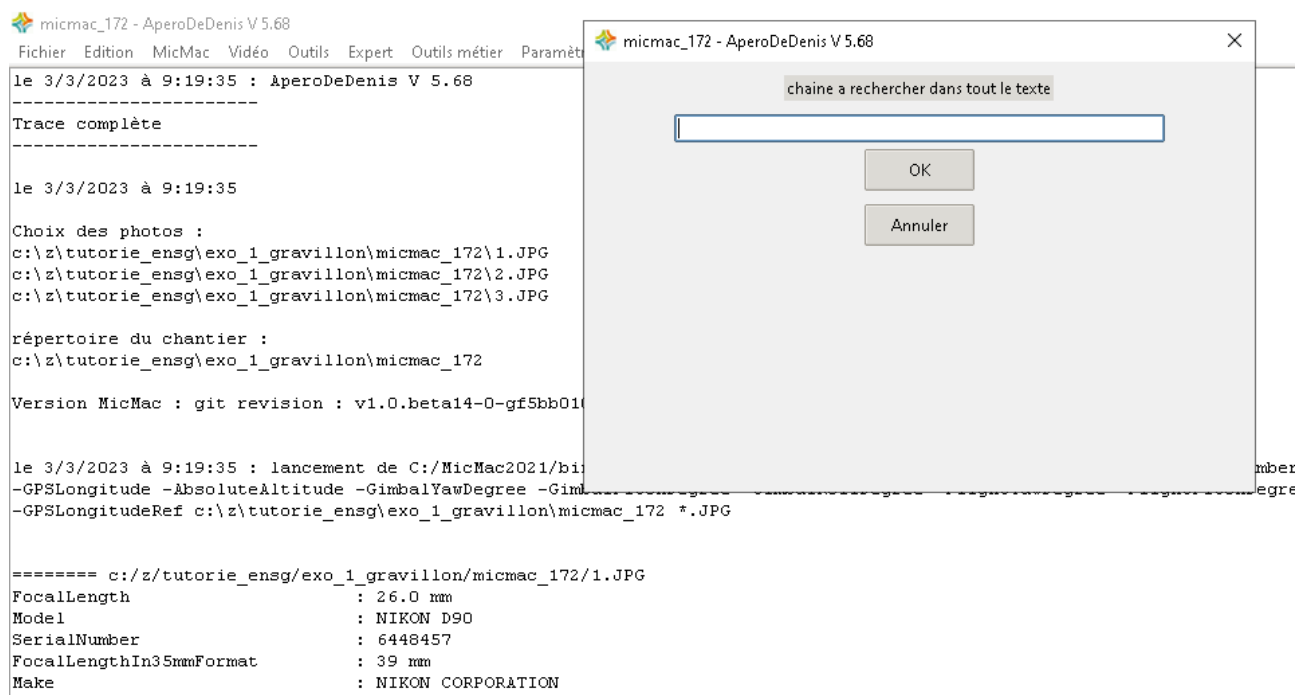 micmac_172 - AperoDeDenis V 5.68
Fichier Edition MicMac Vidéo Outils Expert Outils métier
le 3/3/2023 à 9:19:35 : AperoDeDenis V 5.68
-----------------------
Trace complète
-----------------------
le 3/3/2023 à 9:19:35
Choix des photos :
c:\z\tutorie_ensg\exo_1_gravillon\micmac_172\1.JPG
c:\z\tutorie_ensg\exo_1_gravillon\micmac_172\2.JPG
c:\z\tutorie_ensg\exo_1_gravillon\micmac_172\3.JPG
répertoire du chantier :
c:\z\tutorie_ensg\exo_1_gravillon\micmac_172
Version MicMac : git revision : v1.0.beta14-0-gf5bb01
le 3/3/2023 à 9:19:35 : lancement de C:/MicMac2021/bi
-GPSLongitude -AbsoluteAltitude -GimbalYawDegree
-GPSLongitudeRef c:\z\tutorie_ensg\exo_1_gravillon\micmac_172 *.JPG
======== c:/z/tutorie_ensg/exo_1_gravillon/micmac_172/1.JPG
FocalLength : 26.0 mm
Model : NIKON D90
SerialNumber : 6448457
FocalLengthIn35mmFormat : 39 mm
Make : NIKON CORPORATION
micmac_172 - AperoDeDenis V 5.68
chaine a rechercher dans tout le texte
OK
Annuler